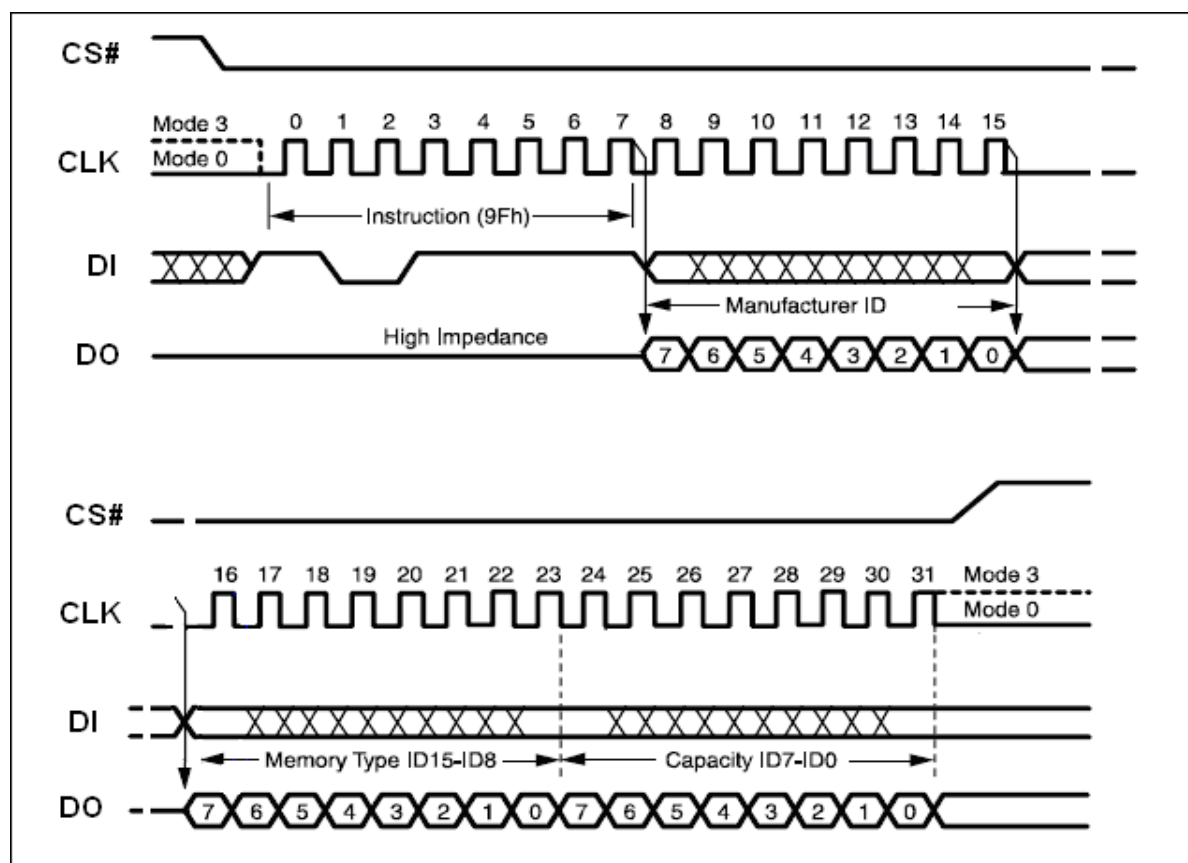 CS#
Mode 3
0 1 2 3 4 5 6 7 8 9 10 11 12 13 14 15
CLK
Mode 0
Instruction (9Fh)
DI
Manufacturer ID
High Impedance
DO
7 6 5 4 3 2 1 0
CS#
16 17 18 19 20 21 22 23 24 25 26 27 28 29 30 31
Mode 3
CLK
Mode 0
DI
Memory Type ID15-ID8
Capacity ID7-ID0
DO
7 6 5 4 3 2 1 0 7 6 5 4 3 2 1 0